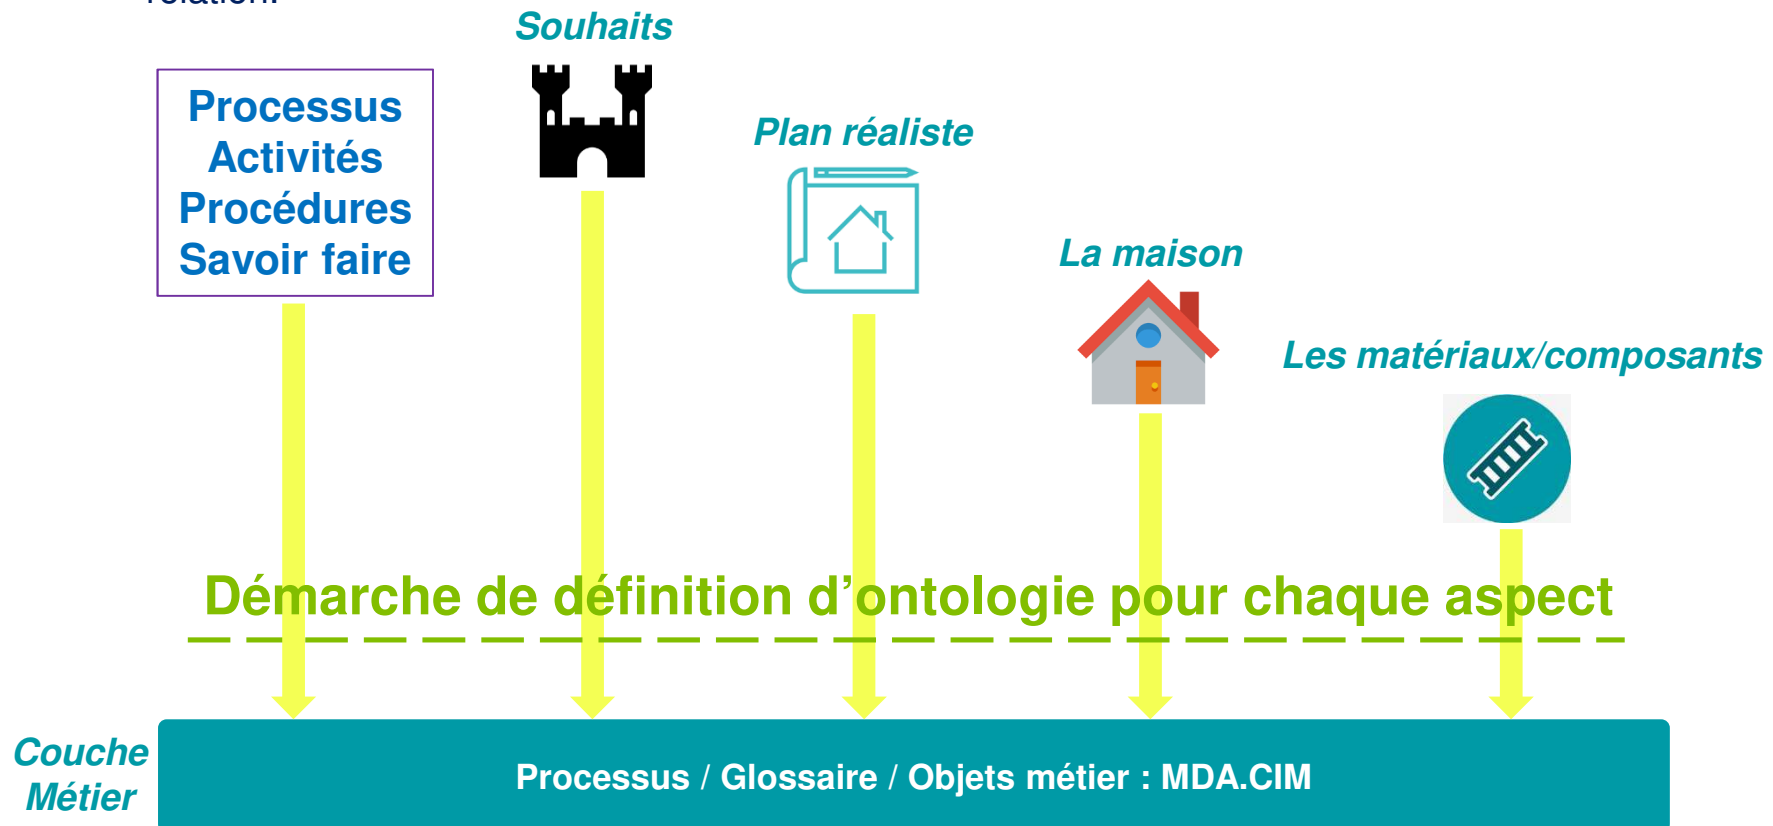 relation.
Souhaits
Processus
Activités
Procédures
Savoir faire
Plan réaliste
La maison
Les matériaux/composants
Démarche de définition d’ontologie pour chaque aspect
Couche
Métier
Processus / Glossaire / Objets métier : MDA.CIM